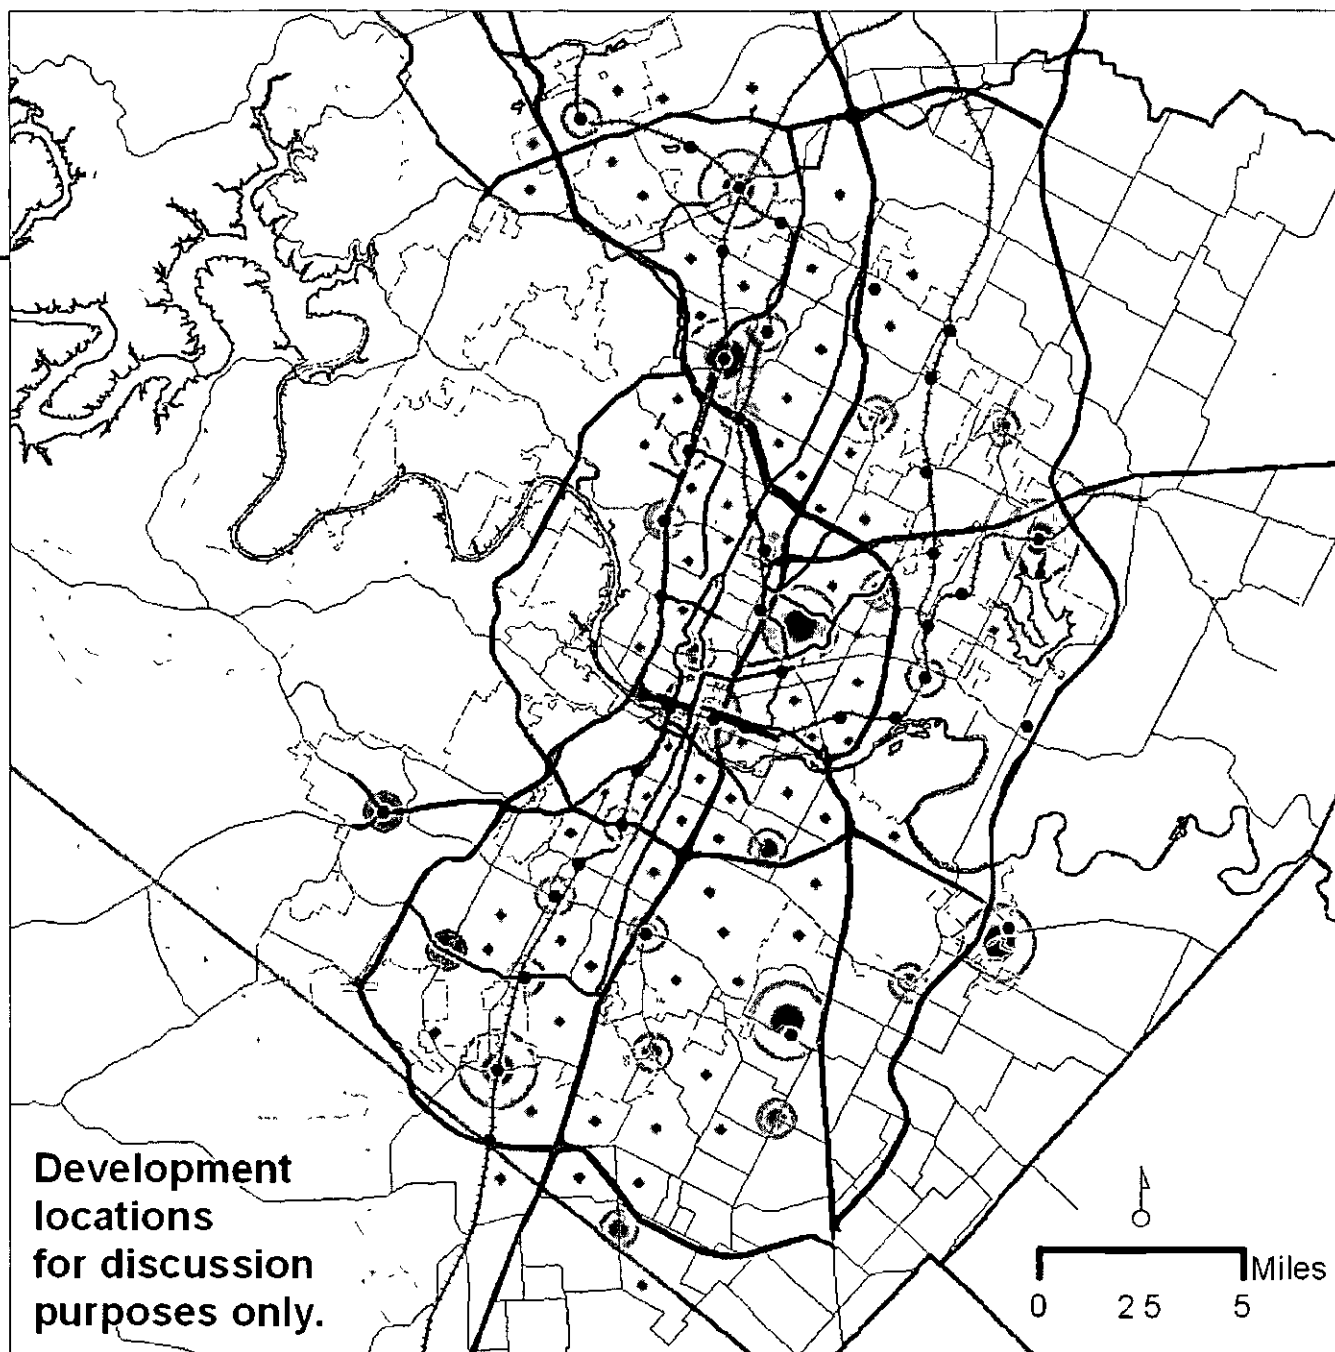 Development
locations
for discussion
purposes only.
Miles
0 2 5 5